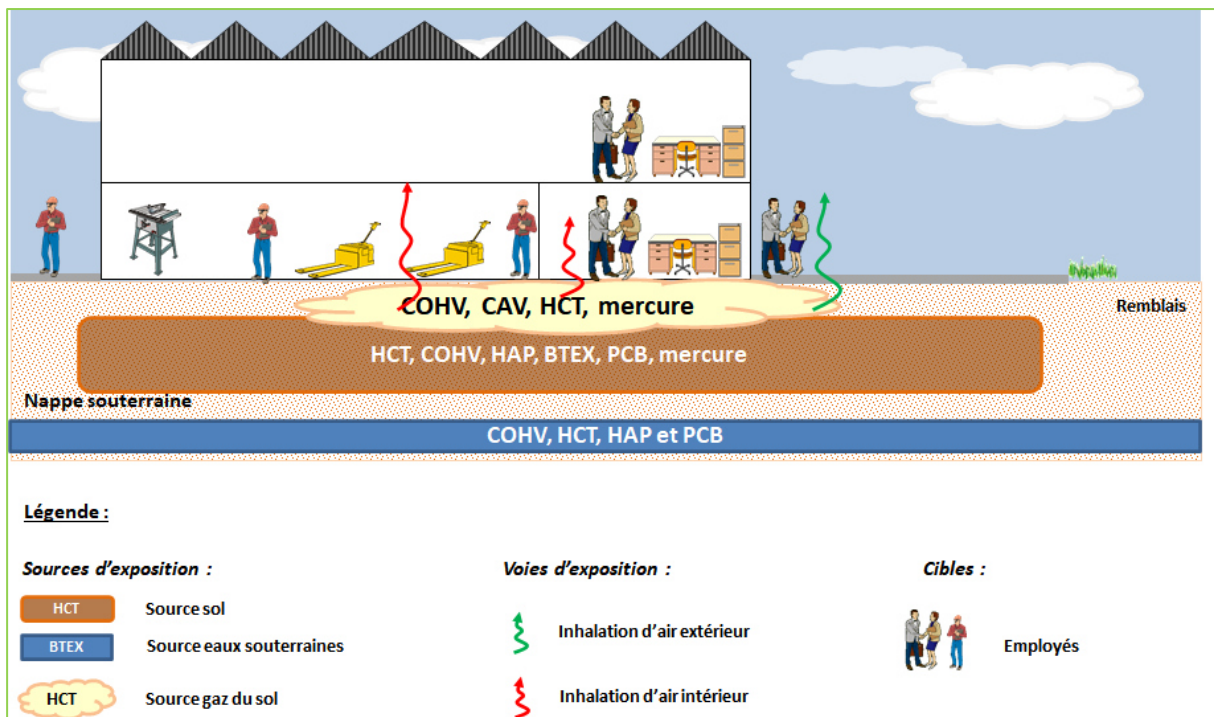 COHV, CAV, HCT, mercure
Remblais
HCT, COHV, HAP, BTEX, PCB, mercure
Nappe souterraine
COHV, HCT, HAP et PCB
Légende :
Sources d'exposition :
Voies d'exposition :
Cibles :
HCT
Source sol
Inhalation d'air extérieur
Employés
BTEX
Source eaux souterraines
HCT
Source gaz du sol
Inhalation d'air intérieur